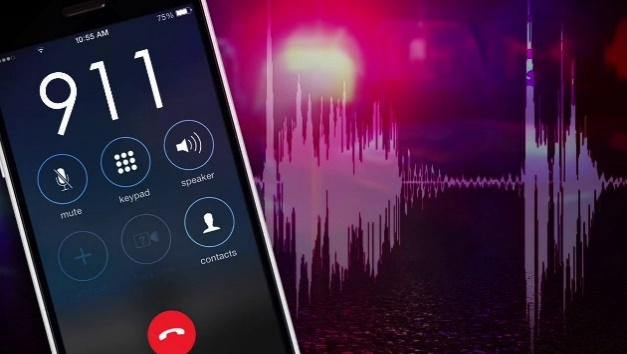 10:55 AM
75%
911
mute
keypad
speaker
contacts